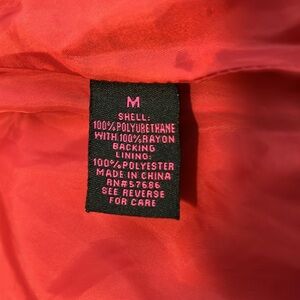 M
SHELL:
100% POLYURETHANE
WITH 100% RAYON
BACKING
LINING:
100% POLYESTER
MADE IN CHINA
RN#57686
SEE REVERSE
FOR CARE